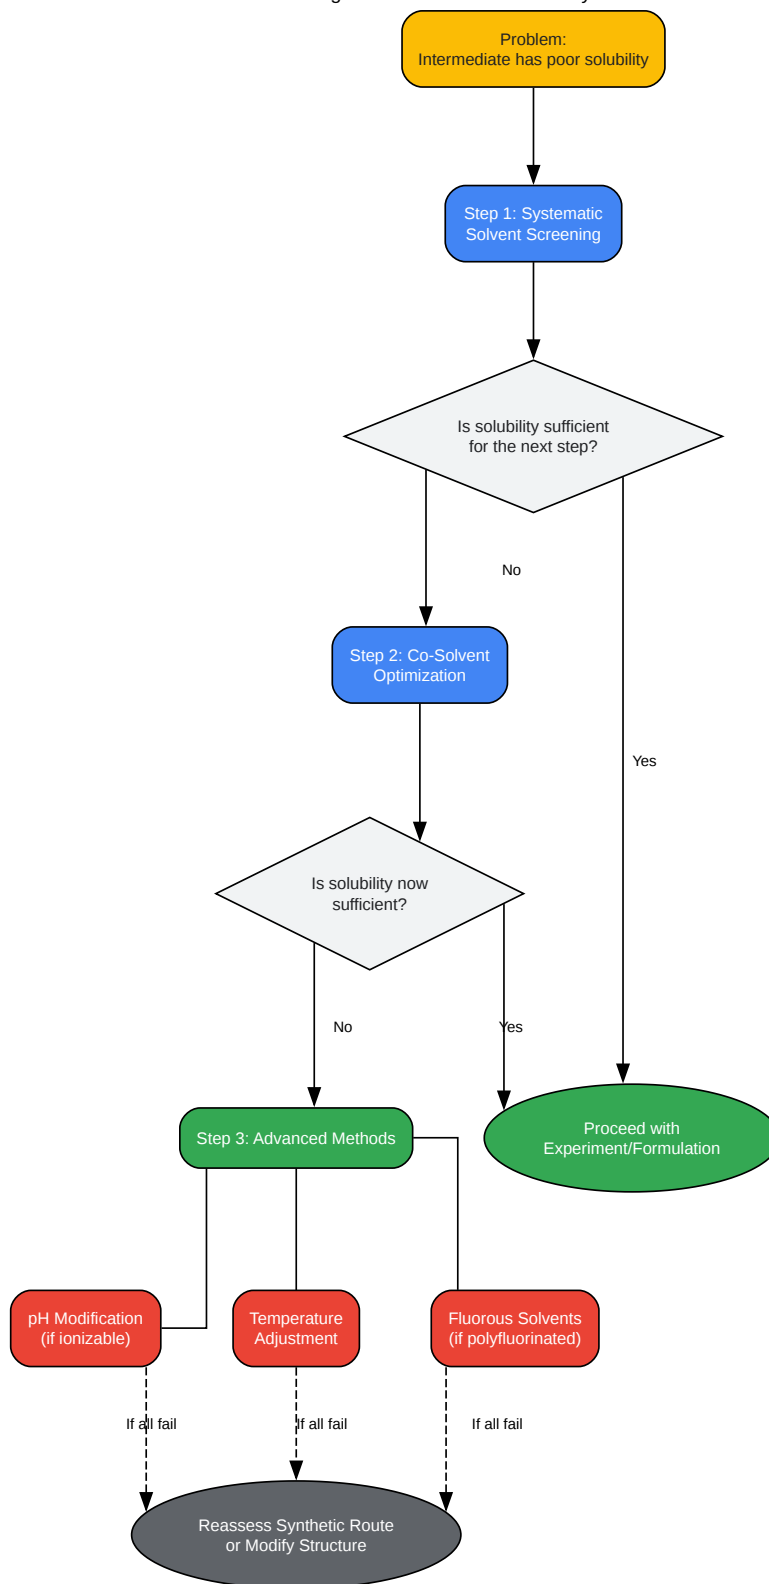 Problem:
Intermediate has poor solubility
Step 1: Systematic
Solvent Screening
Is solubility sufficient
for the next step?
No
Step 2: Co-Solvent
Optimization
Yes
Is solubility now
sufficient?
No
Yes
Step 3: Advanced Methods
Proceed with
Experiment/Formulation
pH Modification
(if ionizable)
Temperature
Adjustment
Fluorous Solvents
(if polyfluorinated)
If all fail
If all fail
If all fail
Reassess Synthetic Route
or Modify Structure